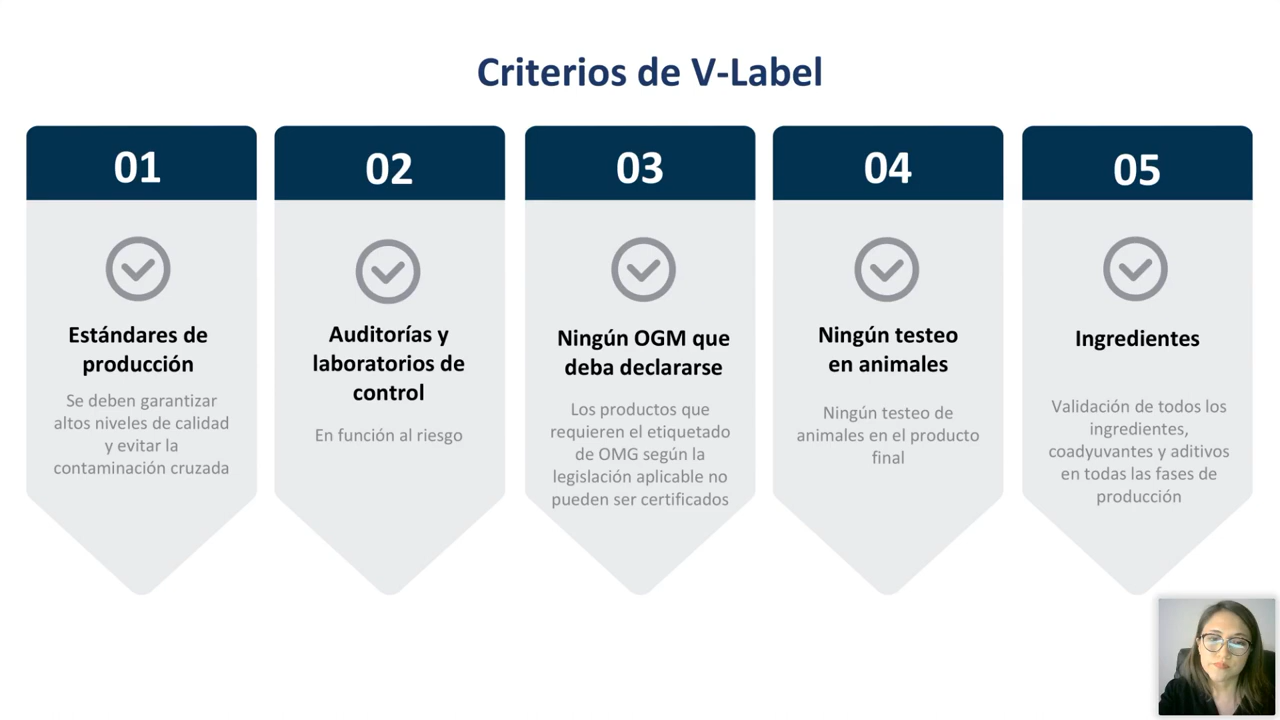 Criterios de V-Label
01
Estándares de
producción
Se deben garantizar
altos niveles de calidad
y evitar la
contaminación cruzada
02
Auditorías y
laboratorios de
control
En función al riesgo
03
Ningún OGM que
deba declararse
Los productos que
requieren el etiquetado
de OMG según la
legislación aplicable no
pueden ser certificados
04
Ningún testeo
en animales
Ningún testeo de
animales en el producto
final
05
Ingredientes
Validación de todos los
ingredientes,
coadyuvantes y aditivos
en todas las fases de
producción